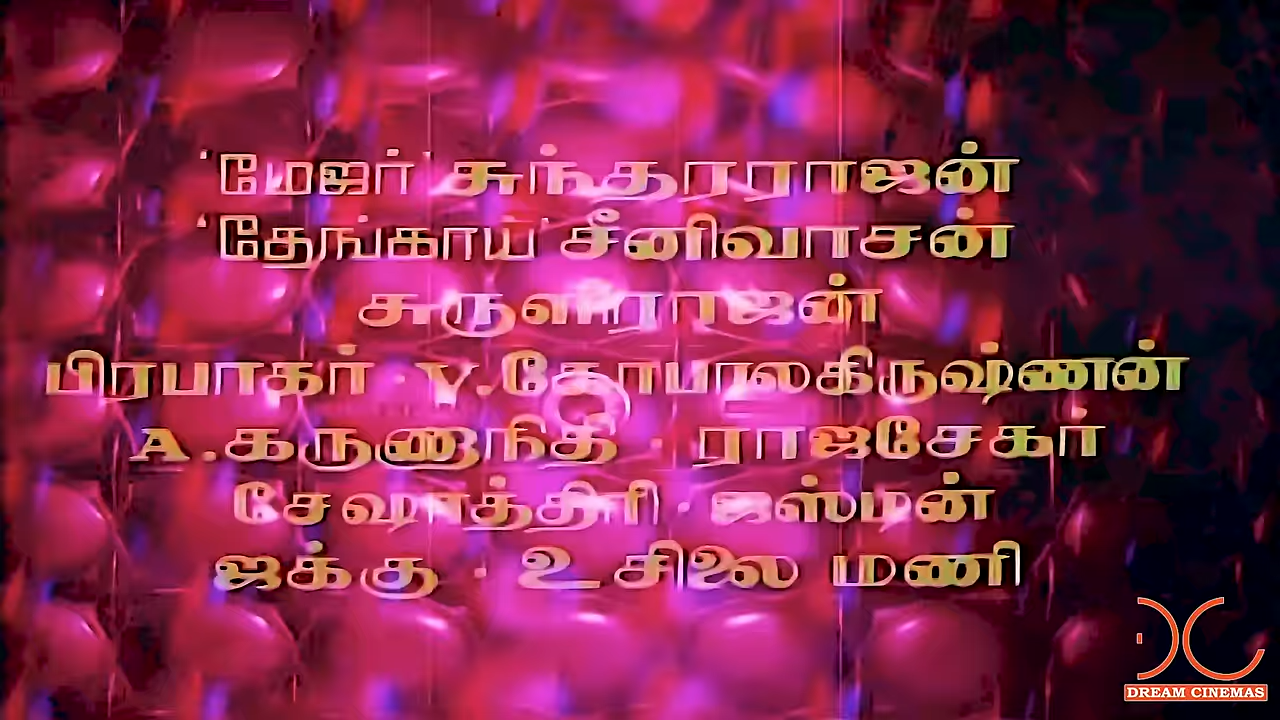 'மேஜர்' சுந்தரராஜன்
'தேங்காய்' சீனிவாசன்
சுருளிராஜன்
பிரபாகர் · V.கோபாலகிருஷ்ணன்
A.கருணாநிதி · ராஜசேகர்
சேஷாத்திரி · ஜஸ்டின்
ஜக்கு · உசிலை மணி
DREAM CINEMAS